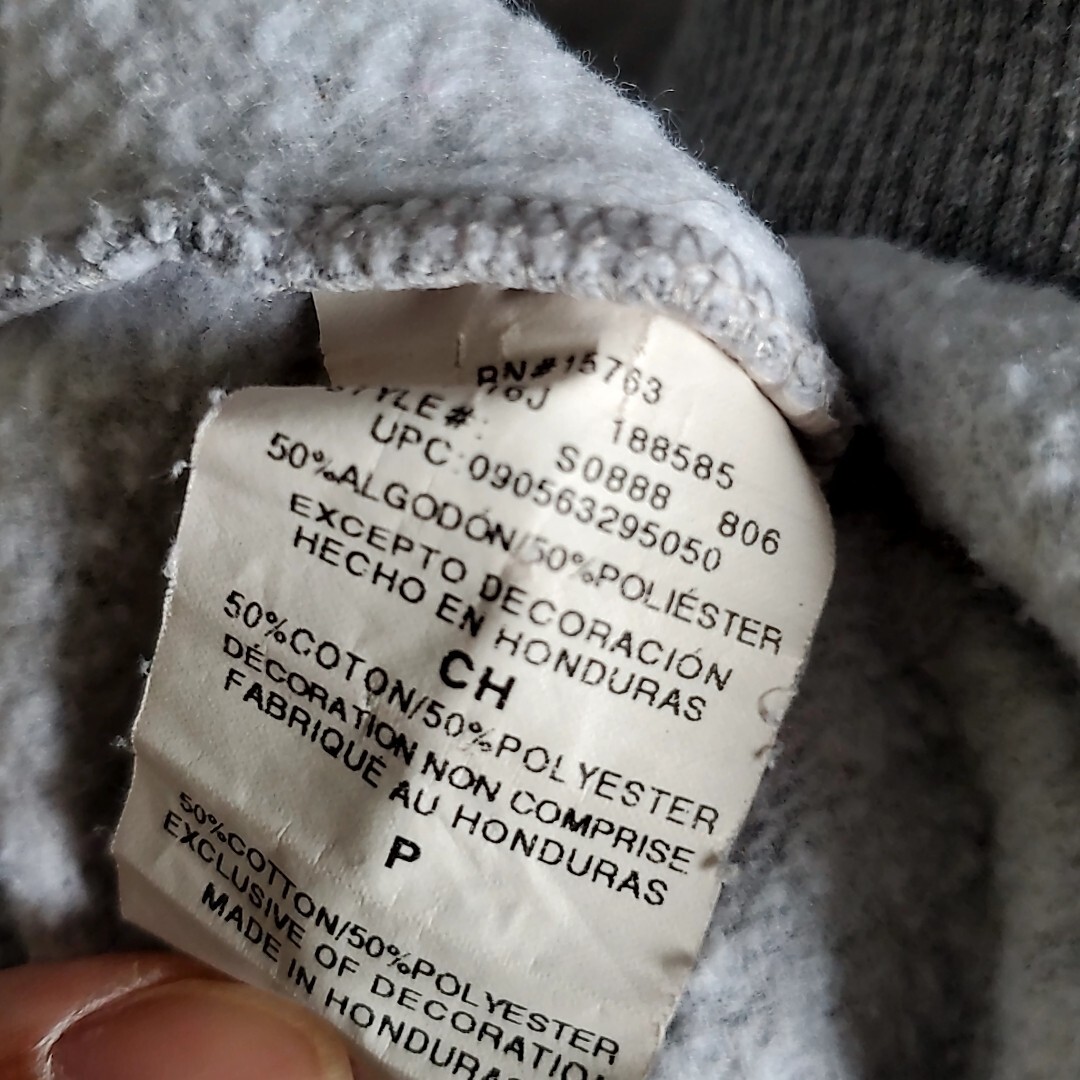 RN#15763
188585
STYLE#: S0888 806
UPC:090563295050
50%ALGODÓN/50%POLIÉSTER
EXCEPTO DECORACIÓN
HECHO EN HONDURAS
CH
50%COTON/50%POLYESTER
DÉCORATION NON COMPRISE
FABRIQUÉ AU HONDURAS
P
50%COTTON/50%POLYESTER
EXCLUSIVE OF DECORATION
MADE IN HONDURAS